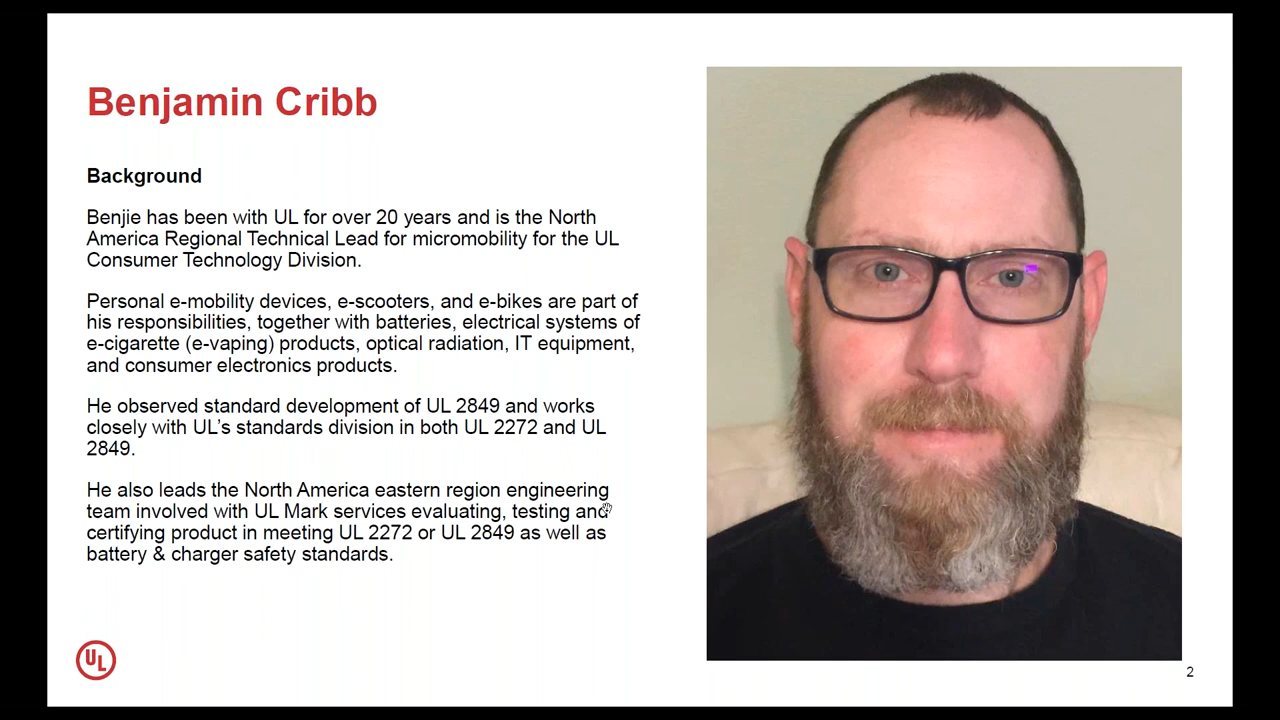 Benjamin Cribb
Background
Benjie has been with UL for over 20 years and is the North
America Regional Technical Lead for micromobility for the UL
Consumer Technology Division.
Personal e-mobility devices, e-scooters, and e-bikes are part of
his responsibilities, together with batteries, electrical systems of
e-cigarette (e-vaping) products, optical radiation, IT equipment,
and consumer electronics products.
He observed standard development of UL 2849 and works
closely with UL’s standards division in both UL 2272 and UL
2849.
He also leads the North America eastern region engineering
team involved with UL Mark services evaluating, testing and
certifying product in meeting UL 2272 or UL 2849 as well as
battery & charger safety standards.
UL
2